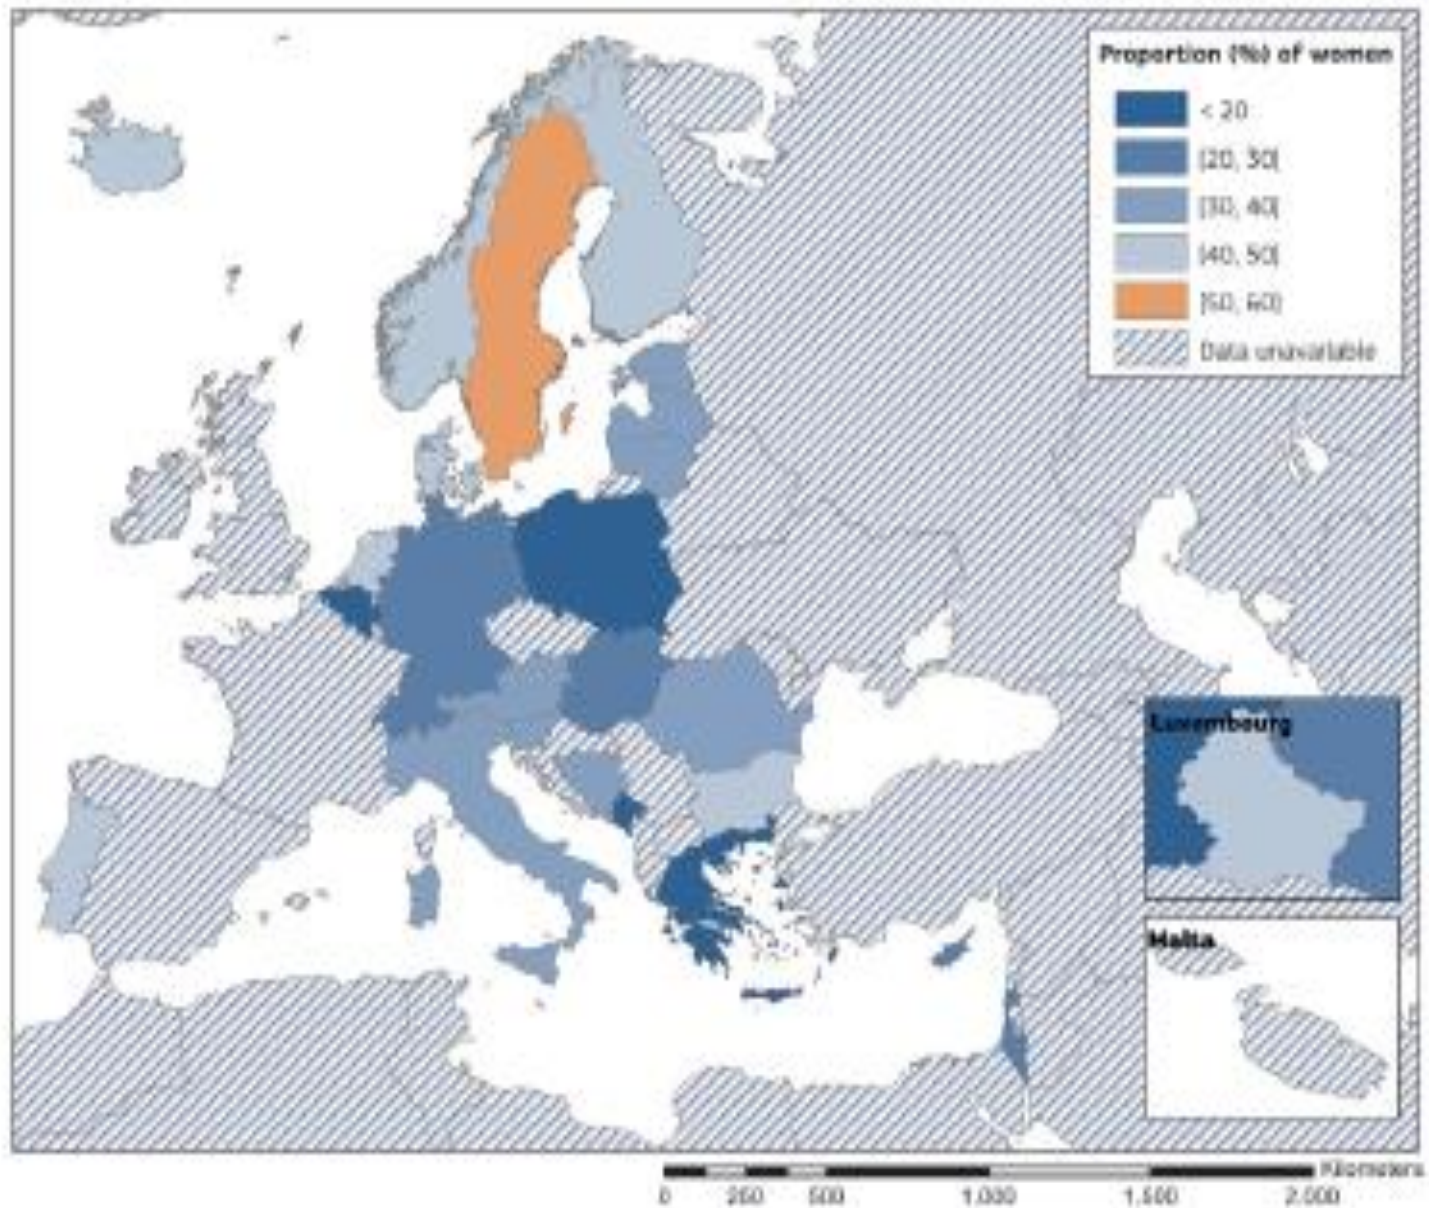 Proportion (%) of women
< 20
[20, 30[
[30, 40[
[40, 50[
[50, 60]
Data unavailable
Luxembourg
Malta
Kilometers
0 250 500 1.000 1.500 2.000